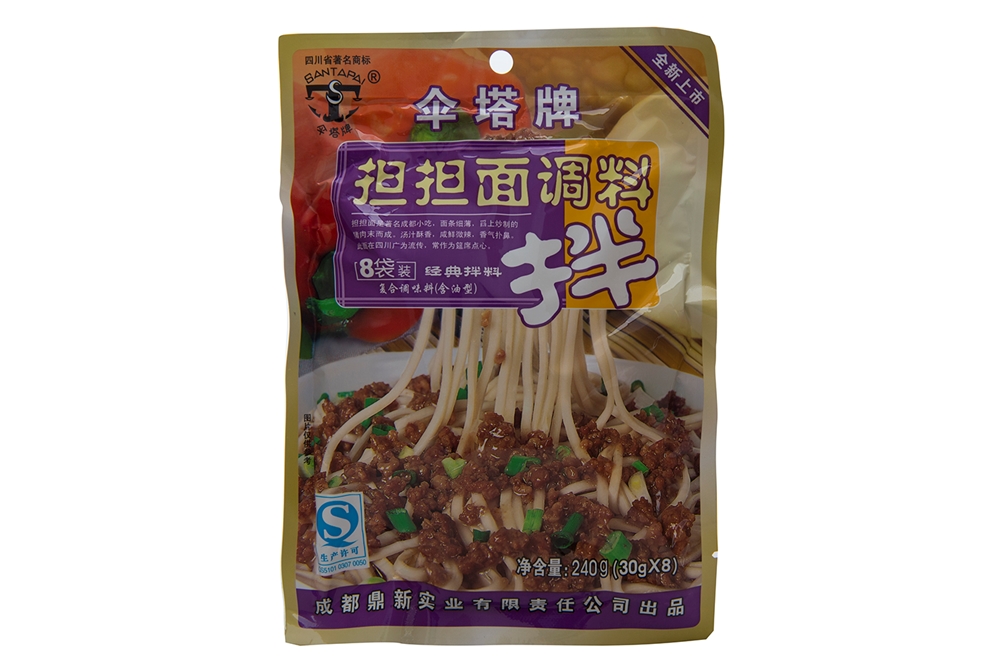 四川省著名商标
SANTAPAI®
伞塔牌
全新上市
伞塔牌
担担面调料
担担面是著名成都小吃，面条细薄，舀上炒制的
猪肉末而成，汤汁酥香，咸鲜微辣，香气扑鼻。
此面在四川广为流传，常作为筵席点心。
拌
8袋装 经典拌料
复合调味料(含油型)
图片仅供参考
S
生产许可
QS5101 0307 0050
净含量:240g(30gX8)
成都鼎新实业有限责任公司出品